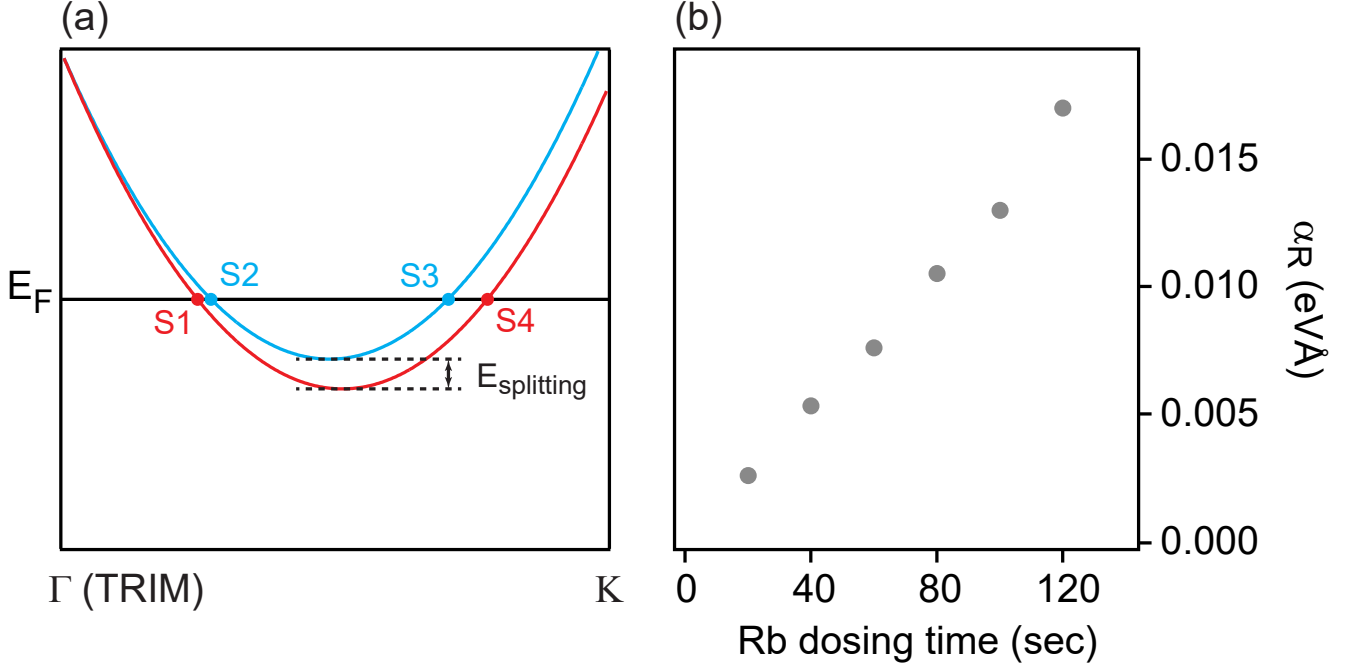 (a)
E_F
S1
S2
S3
S4
E_splitting
Γ (TRIM)
K
(b)
0.015
0.010
0.005
0.000
α_R (eVÅ)
0
40
80
120
Rb dosing time (sec)